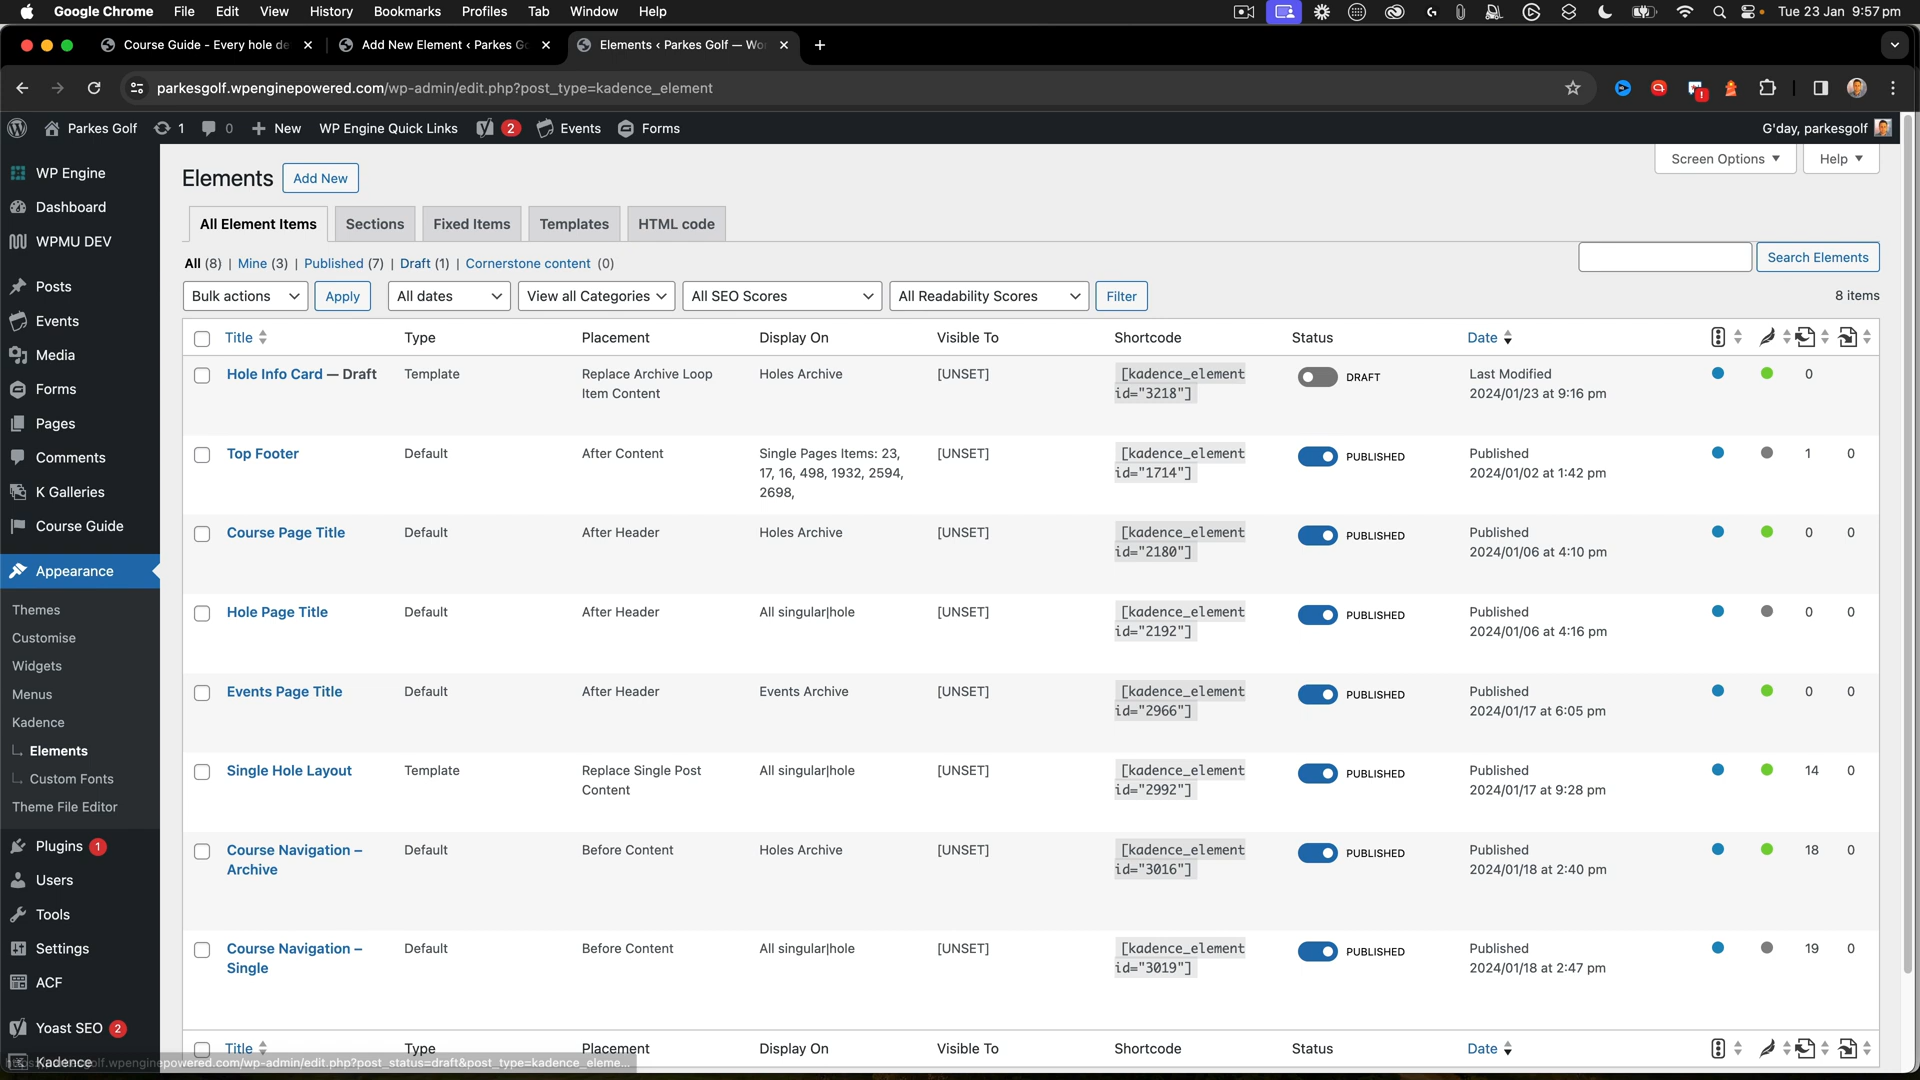 Google Chrome File Edit View History Bookmarks Profiles Tab Window Help Tue 23 Jan 9:57 pm
Course Guide - Every hole de Add New Element ‹ Parkes Go Elements ‹ Parkes Golf — Wo
parkesgolf.wpenginepowered.com/wp-admin/edit.php?post_type=kadence_element
Parkes Golf 1 0 New WP Engine Quick Links 2 Events Forms G'day, parkesgolf
Screen Options Help
WP Engine
Dashboard
WPMU DEV
Posts
Events
Media
Forms
Pages
Comments
K Galleries
Course Guide
Appearance
Themes
Customise
Widgets
Menus
Kadence
Elements
Custom Fonts
Theme File Editor
Plugins 1
Users
Tools
Settings
ACF
Yoast SEO 2
Kadence
Elements Add New
All Element Items Sections Fixed Items Templates HTML code
All (8) | Mine (3) | Published (7) | Draft (1) | Cornerstone content (0)
Search Elements
Bulk actions Apply All dates View all Categories All SEO Scores All Readability Scores Filter 8 items
Title Type Placement Display On Visible To Shortcode Status Date
Hole Info Card — Draft Template Replace Archive Loop Holes Archive [UNSET] [kadence_element DRAFT Last Modified 0
Item Content id="3218"] 2024/01/23 at 9:16 pm
Top Footer Default After Content Single Pages Items: 23, [UNSET] [kadence_element PUBLISHED Published 1 0
17, 16, 498, 1932, 2594, id="1714"] 2024/01/02 at 1:42 pm
2698,
Course Page Title Default After Header Holes Archive [UNSET] [kadence_element PUBLISHED Published 0 0
id="2180"] 2024/01/06 at 4:10 pm
Hole Page Title Default After Header All singular|hole [UNSET] [kadence_element PUBLISHED Published 0 0
id="2192"] 2024/01/06 at 4:16 pm
Events Page Title Default After Header Events Archive [UNSET] [kadence_element PUBLISHED Published 0 0
id="2966"] 2024/01/17 at 6:05 pm
Single Hole Layout Template Replace Single Post All singular|hole [UNSET] [kadence_element PUBLISHED Published 14 0
Content id="2992"] 2024/01/17 at 9:28 pm
Course Navigation – Default Before Content Holes Archive [UNSET] [kadence_element PUBLISHED Published 18 0
Archive id="3016"] 2024/01/18 at 2:40 pm
Course Navigation – Default Before Content All singular|hole [UNSET] [kadence_element PUBLISHED Published 19 0
Single id="3019"] 2024/01/18 at 2:47 pm
Title Type Placement Display On Visible To Shortcode Status Date
golf.wpenginepowered.com/wp-admin/edit.php?post_status=draft&post_type=kadence_eleme...